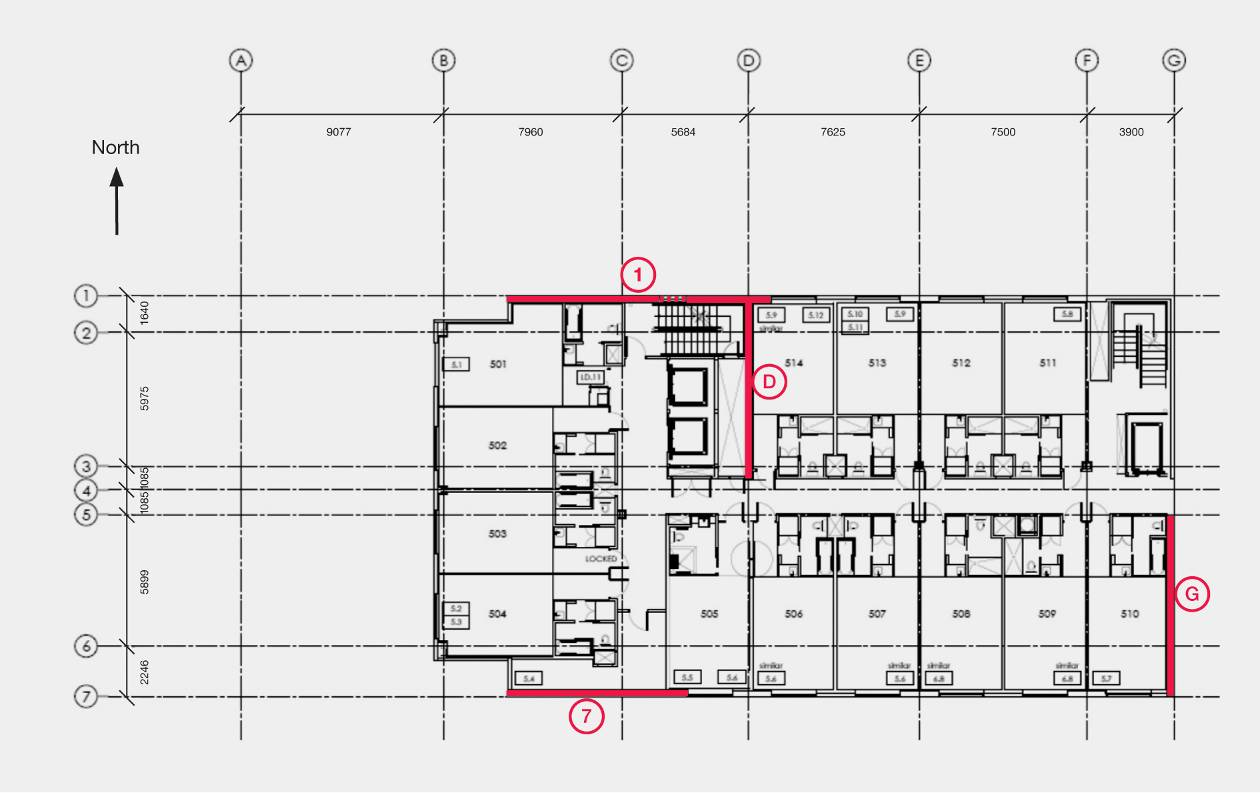 A B C D E F G
9077 7960 5684 7625 7500 3900
North
1
1
1640
2
5.9 5.12 5.10 5.9 5.8
similar 5.11
5.1 501 514 513 512 511
LD.11
D
5975
502
3
1085
4
1085
5
503
LOCKED
5899
G
5.2
504 505 506 507 508 509 510
5.3
6
similar similar similar similar
2246
5.4 5.5 5.6 5.6 5.6 6.8 6.8 5.7
7
7